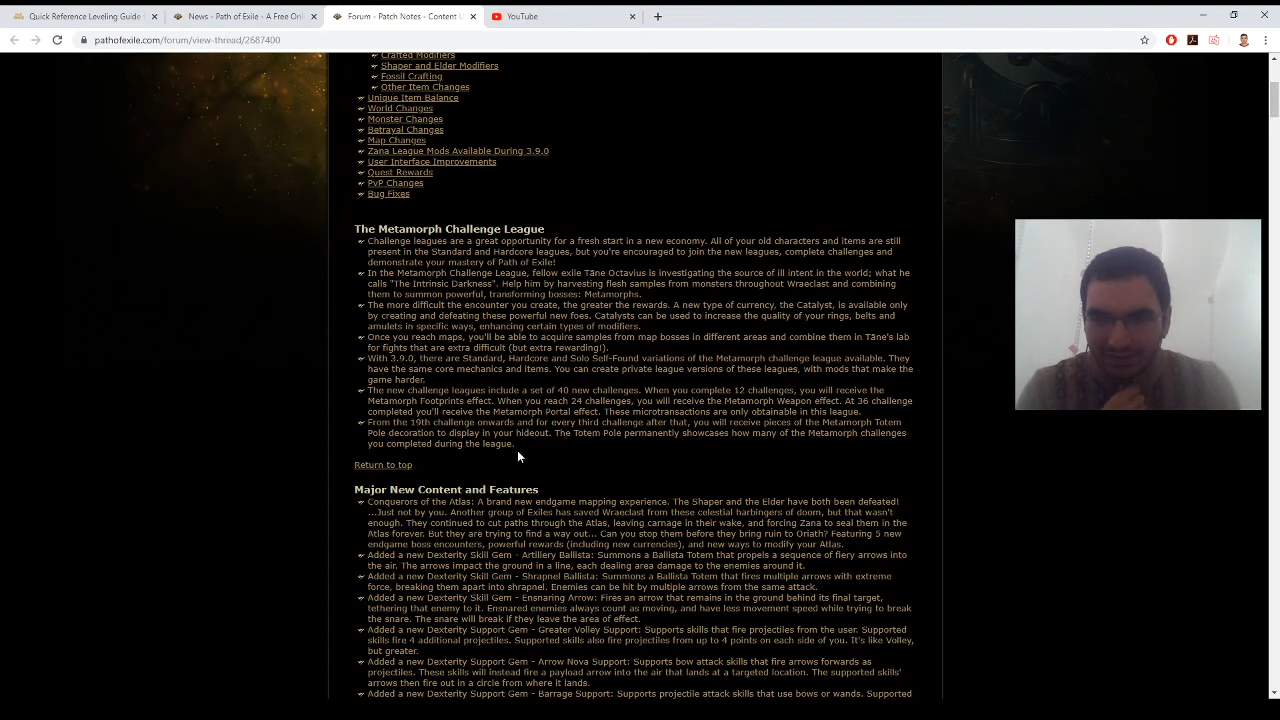 Quick Reference Leveling Guide
News - Path of Exile - A Free Onl
Forum - Patch Notes - Content U
YouTube
pathofexile.com/forum/view-thread/2687400
Crafted Modifiers
Shaper and Elder Modifiers
Fossil Crafting
Other Item Changes
Unique Item Balance
World Changes
Monster Changes
Betrayal Changes
Map Changes
Zana League Mods Available During 3.9.0
User Interface Improvements
Quest Rewards
PvP Changes
Bug Fixes
The Metamorph Challenge League
Challenge leagues are a great opportunity for a fresh start in a new economy. All of your old characters and items are still
present in the Standard and Hardcore leagues, but you're encouraged to join the new leagues, complete challenges and
demonstrate your mastery of Path of Exile!
In the Metamorph Challenge League, fellow exile Tāne Octavius is investigating the source of ill intent in the world; what he
calls "The Intrinsic Darkness". Help him by harvesting flesh samples from monsters throughout Wraeclast and combining
them to summon powerful, transforming bosses: Metamorphs.
The more difficult the encounter you create, the greater the rewards. A new type of currency, the Catalyst, is available only
by creating and defeating these powerful new foes. Catalysts can be used to increase the quality of your rings, belts and
amulets in specific ways, enhancing certain types of modifiers.
Once you reach maps, you'll be able to acquire samples from map bosses in different areas and combine them in Tāne's lab
for fights that are extra difficult (but extra rewarding!).
With 3.9.0, there are Standard, Hardcore and Solo Self-Found variations of the Metamorph challenge league available. They
have the same core mechanics and items. You can create private league versions of these leagues, with mods that make the
game harder.
The new challenge leagues include a set of 40 new challenges. When you complete 12 challenges, you will receive the
Metamorph Footprints effect. When you reach 24 challenges, you will receive the Metamorph Weapon effect. At 36 challenge
completed you'll receive the Metamorph Portal effect. These microtransactions are only obtainable in this league.
From the 19th challenge onwards and for every third challenge after that, you will receive pieces of the Metamorph Totem
Pole decoration to display in your hideout. The Totem Pole permanently showcases how many of the Metamorph challenges
you completed during the league.
Return to top
Major New Content and Features
Conquerors of the Atlas: A brand new endgame mapping experience. The Shaper and the Elder have both been defeated!
...Just not by you. Another group of Exiles has saved Wraeclast from these celestial harbingers of doom, but that wasn't
enough. They continued to cut paths through the Atlas, leaving carnage in their wake, and forcing Zana to seal them in the
Atlas forever. But they are trying to find a way out... Can you stop them before they bring ruin to Oriath? Featuring 5 new
endgame boss encounters, powerful rewards (including new currencies), and new ways to modify your Atlas.
Added a new Dexterity Skill Gem - Artillery Ballista: Summons a Ballista Totem that propels a sequence of fiery arrows into
the air. The arrows impact the ground in a line, each dealing area damage to the enemies around it.
Added a new Dexterity Skill Gem - Shrapnel Ballista: Summons a Ballista Totem that fires multiple arrows with extreme
force, breaking them apart into shrapnel. Enemies can be hit by multiple arrows from the same attack.
Added a new Dexterity Skill Gem - Ensnaring Arrow: Fires an arrow that remains in the ground behind its final target,
tethering that enemy to it. Ensnared enemies always count as moving, and have less movement speed while trying to break
the snare. The snare will break if they leave the area of effect.
Added a new Dexterity Support Gem - Greater Volley Support: Supports skills that fire projectiles from the user. Supported
skills fire 4 additional projectiles. Supported skills also fire projectiles from up to 4 points on each side of you. It's like Volley,
but greater.
Added a new Dexterity Support Gem - Arrow Nova Support: Supports bow attack skills that fire arrows forwards as
projectiles. These skills will instead fire a payload arrow into the air that lands at a targeted location. The supported skills'
arrows then fire out in a circle from where it lands.
Added a new Dexterity Support Gem - Barrage Support: Supports projectile attack skills that use bows or wands. Supported